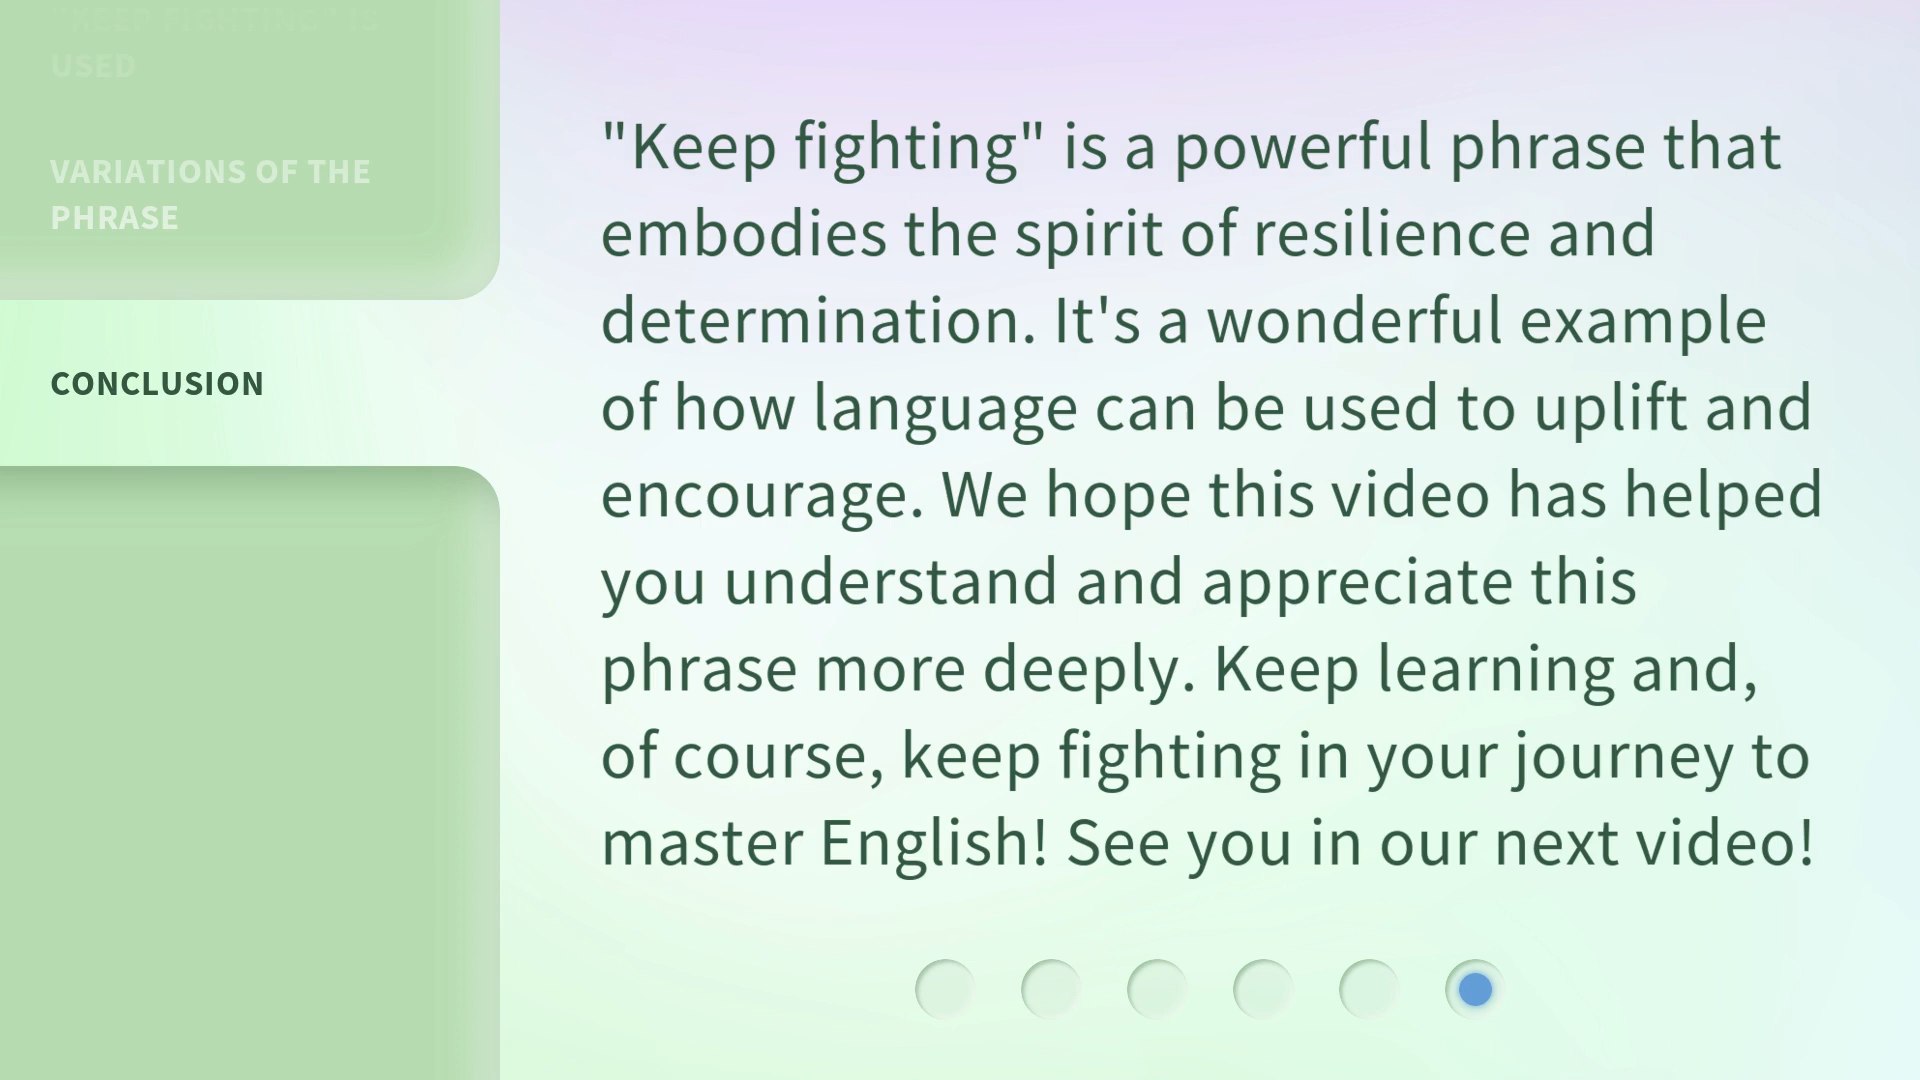 "KEEP FIGHTING" IS
USED
VARIATIONS OF THE
PHRASE
CONCLUSION
"Keep fighting" is a powerful phrase that
embodies the spirit of resilience and
determination. It's a wonderful example
of how language can be used to uplift and
encourage. We hope this video has helped
you understand and appreciate this
phrase more deeply. Keep learning and,
of course, keep fighting in your journey to
master English! See you in our next video!